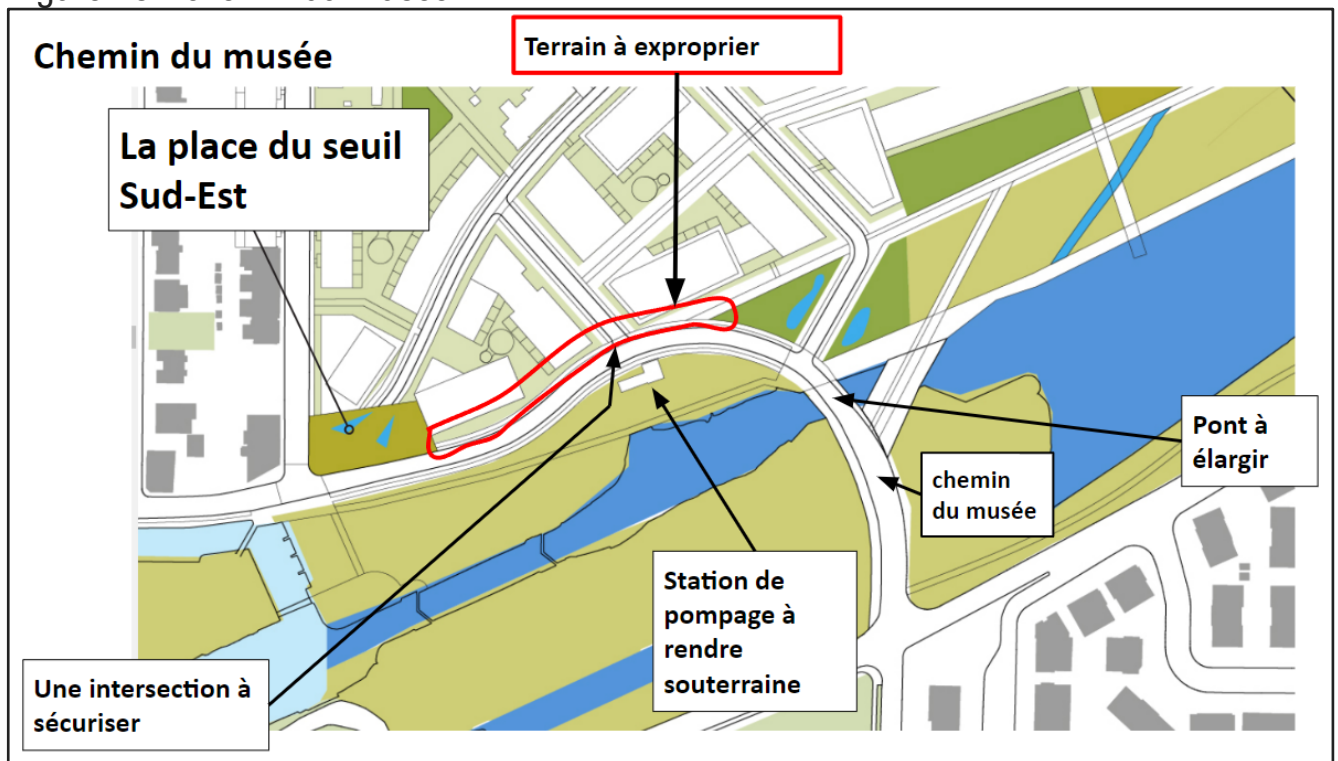 Chemin du musée
Terrain à exproprier
La place du seuil
Sud-Est
Pont à
élargir
chemin
du musée
Station de
pompage à
rendre
souterraine
Une intersection à
sécuriser